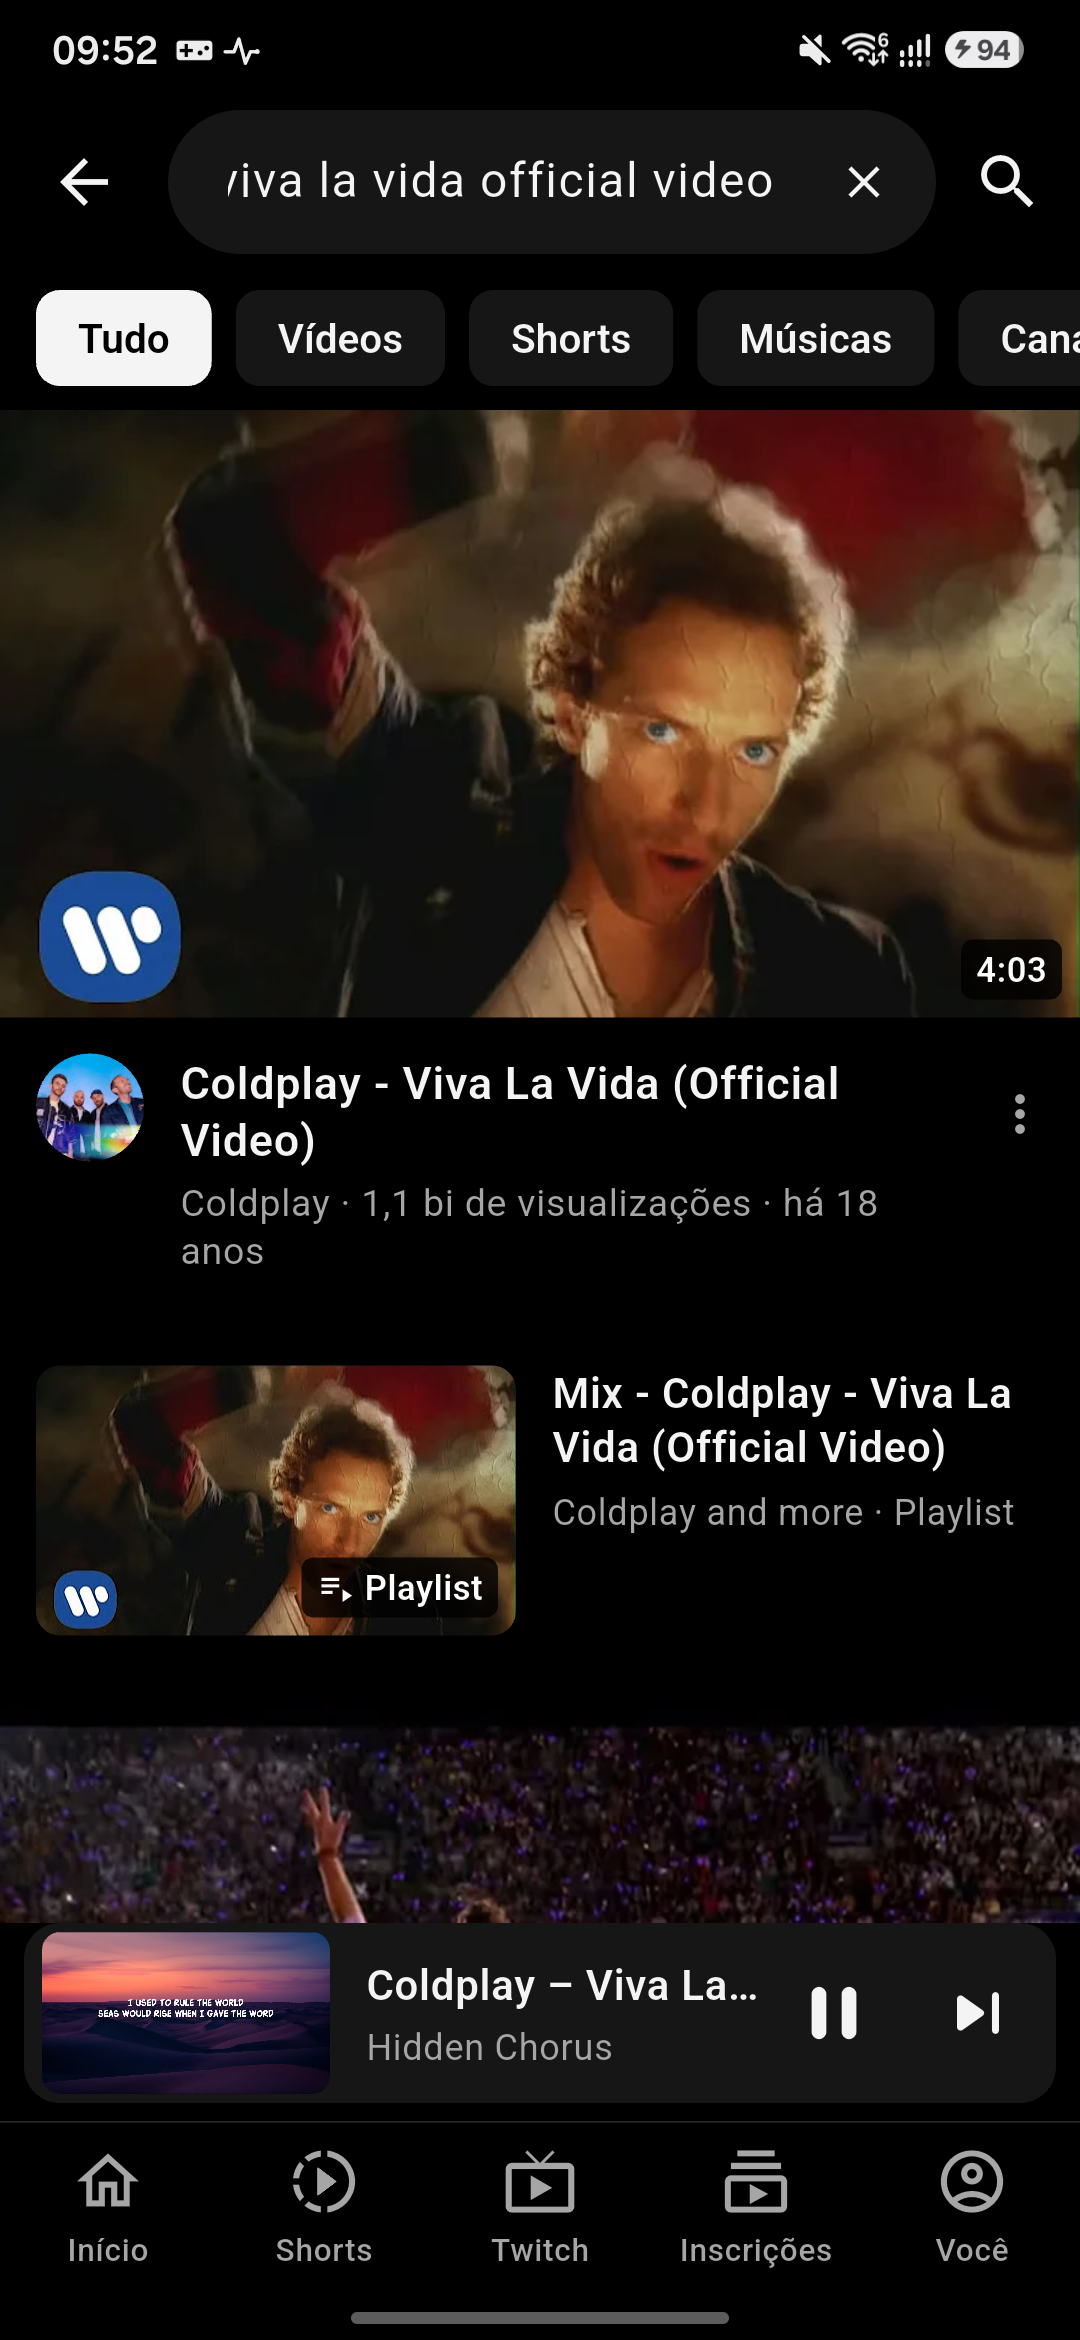 09:52
6
94
viva la vida official video
Tudo
Vídeos
Shorts
Músicas
Cana
4:03
Coldplay - Viva La Vida (Official
Video)
Coldplay · 1,1 bi de visualizações · há 18
anos
Mix - Coldplay - Viva La
Vida (Official Video)
Coldplay and more · Playlist
Playlist
I USED TO RULE THE WORLD
SEAS WOULD RISE WHEN I GAVE THE WORD
Coldplay – Viva La...
Hidden Chorus
Início
Shorts
Twitch
Inscrições
Você